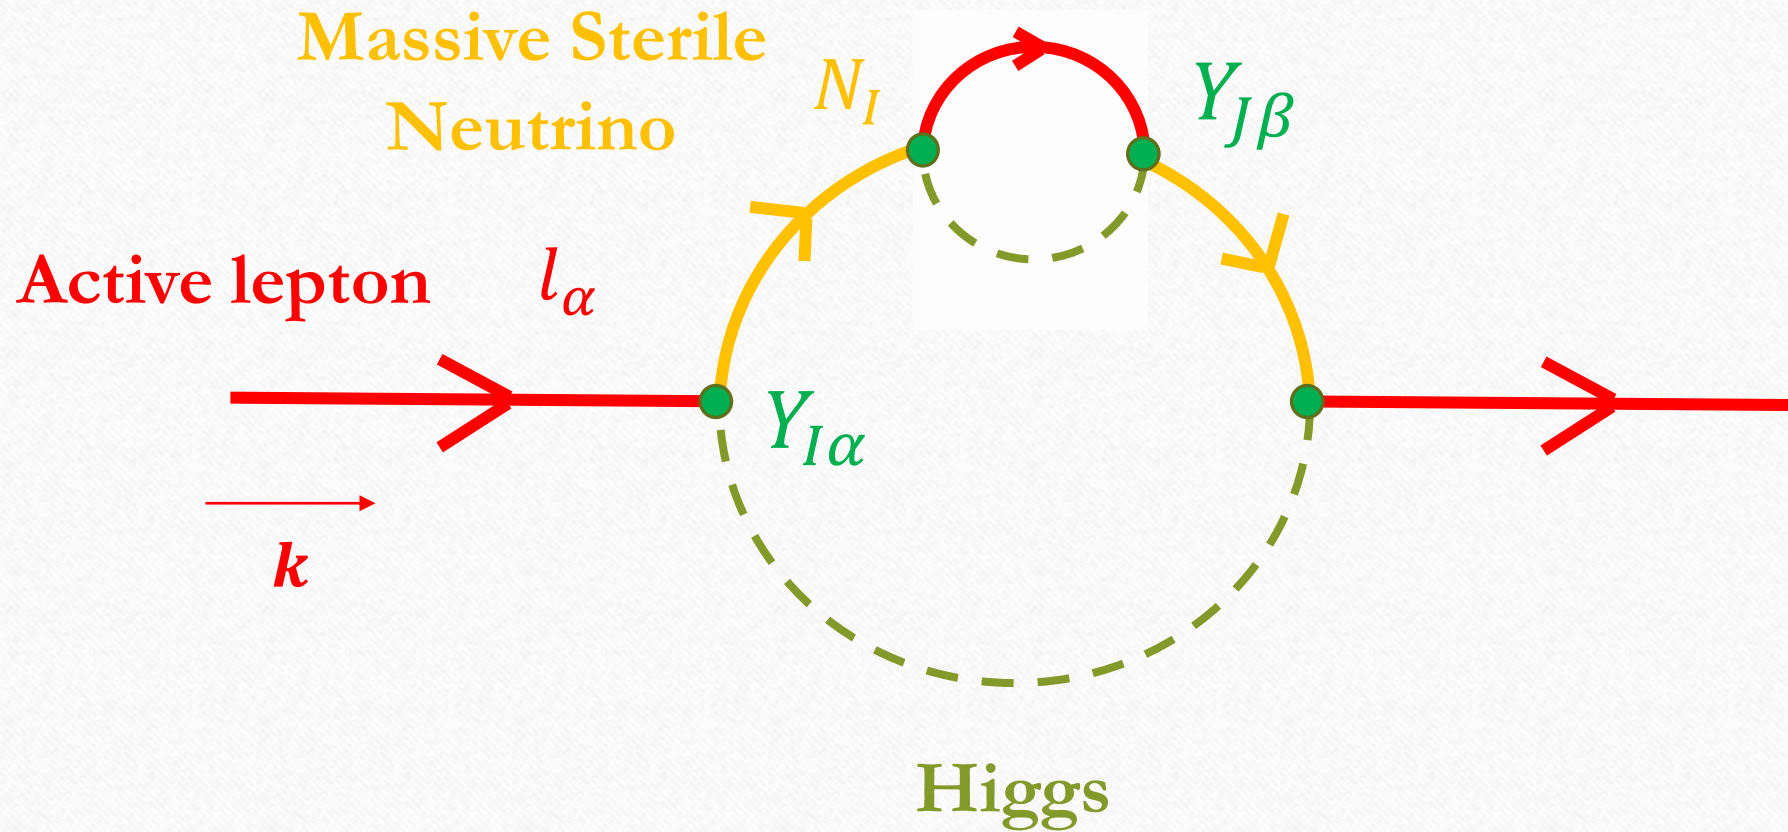 Massive Sterile
Neutrino
N_I
Y_{Jβ}
Active lepton
l_α
Y_{Iα}
k
Higgs